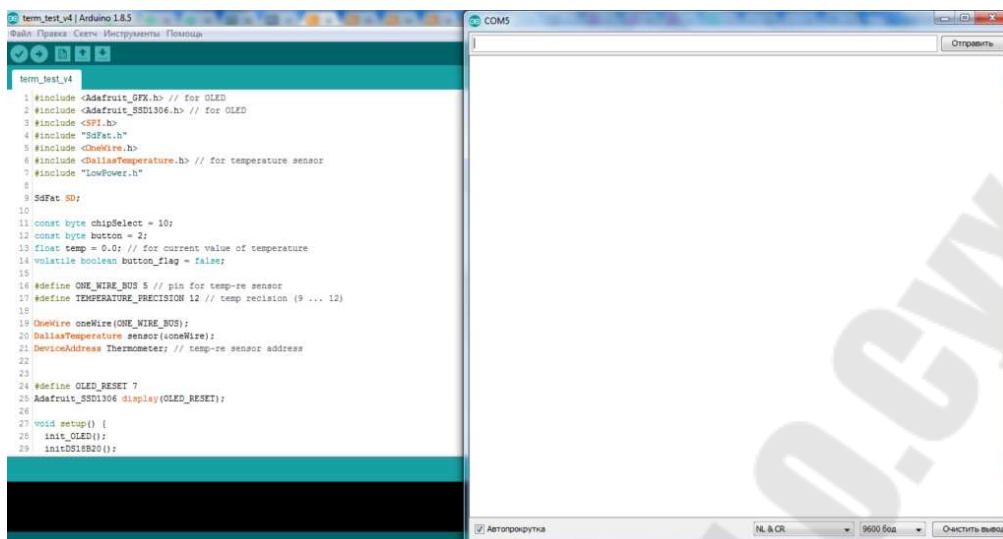 term_test_v4 | Arduino 1.8.5
Файл Правка Скетч Инструменты Помощь
term_test_v4
1 #include <Adafruit_GFX.h> // for OLED
2 #include <Adafruit_SSD1306.h> // for OLED
3 #include <SPI.h>
4 #include "SdFat.h"
5 #include <OneWire.h>
6 #include <DallasTemperature.h> // for temperature sensor
7 #include "LowPower.h"
8
9 SdFat SD;
10
11 const byte chipSelect = 10;
12 const byte button = 2;
13 float temp = 0.0; // for current value of temperature
14 volatile boolean button_flag = false;
15
16 #define ONE_WIRE_BUS 5 // pin for temp-re sensor
17 #define TEMPERATURE_PRECISION 12 // temp recision (9 ... 12)
18
19 OneWire oneWire(ONE_WIRE_BUS);
20 DallasTemperature sensor(&oneWire);
21 DeviceAddress Thermometer; // temp-re sensor address
22
23
24 #define OLED_RESET 7
25 Adafruit_SSD1306 display(OLED_RESET);
26
27 void setup() {
28 init_OLED();
29 initDS18B20();
COM5
Отправить
Автопрокрутка
NL & CR
9600 бод
Очистить вывод